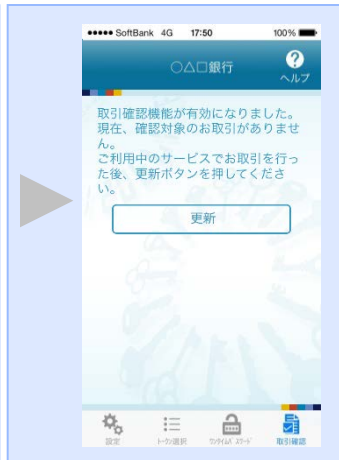 SoftBank 4G 17:50 100%
○△□銀行
ヘルプ
取引確認機能が有効になりました。
現在、確認対象のお取引がありませ
ん。
ご利用中のサービスでお取引を行っ
た後、更新ボタンを押してくださ
い。
更新
設定 トークン選択 ワンタイムパスワード 取引確認